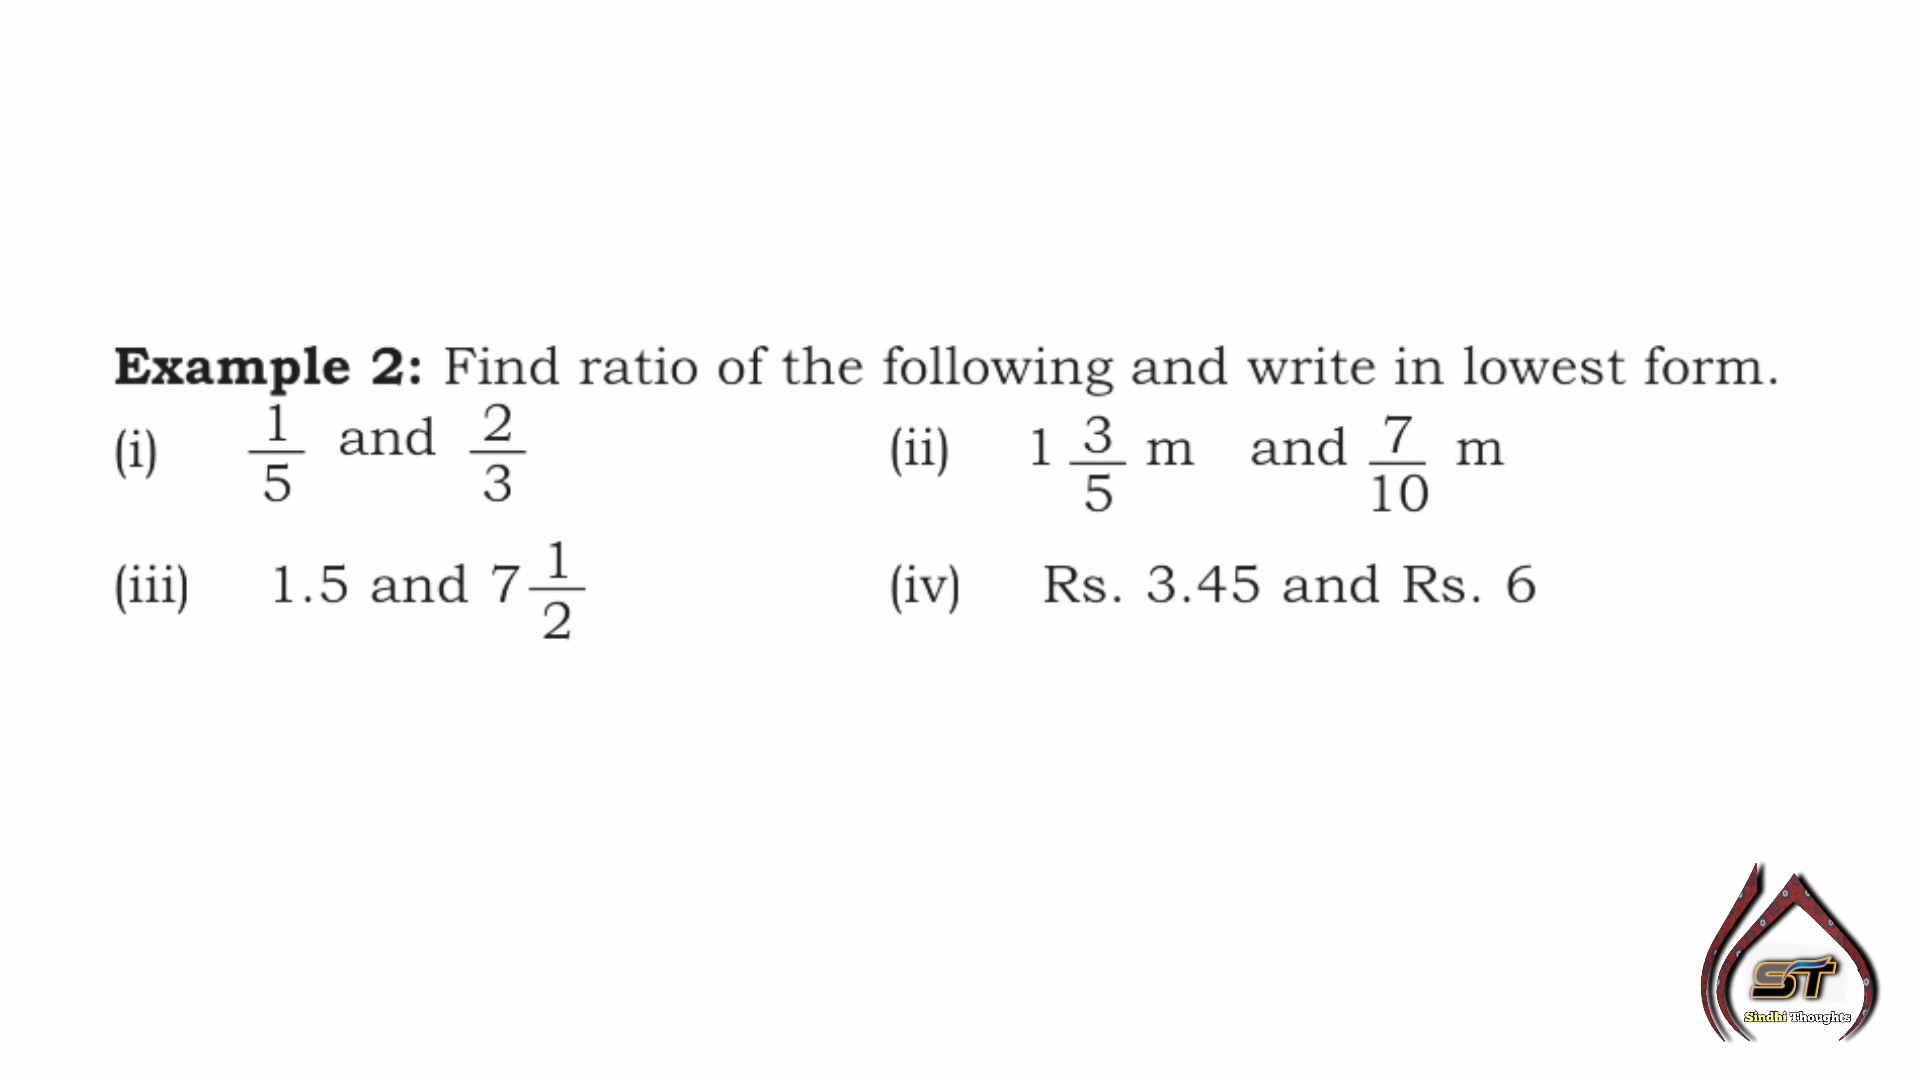 Example 2: Find ratio of the following and write in lowest form.
(i) 1/5 and 2/3 (ii) 1 3/5 m and 7/10 m
(iii) 1.5 and 7 1/2 (iv) Rs. 3.45 and Rs. 6
ST
Sindhi Thoughts